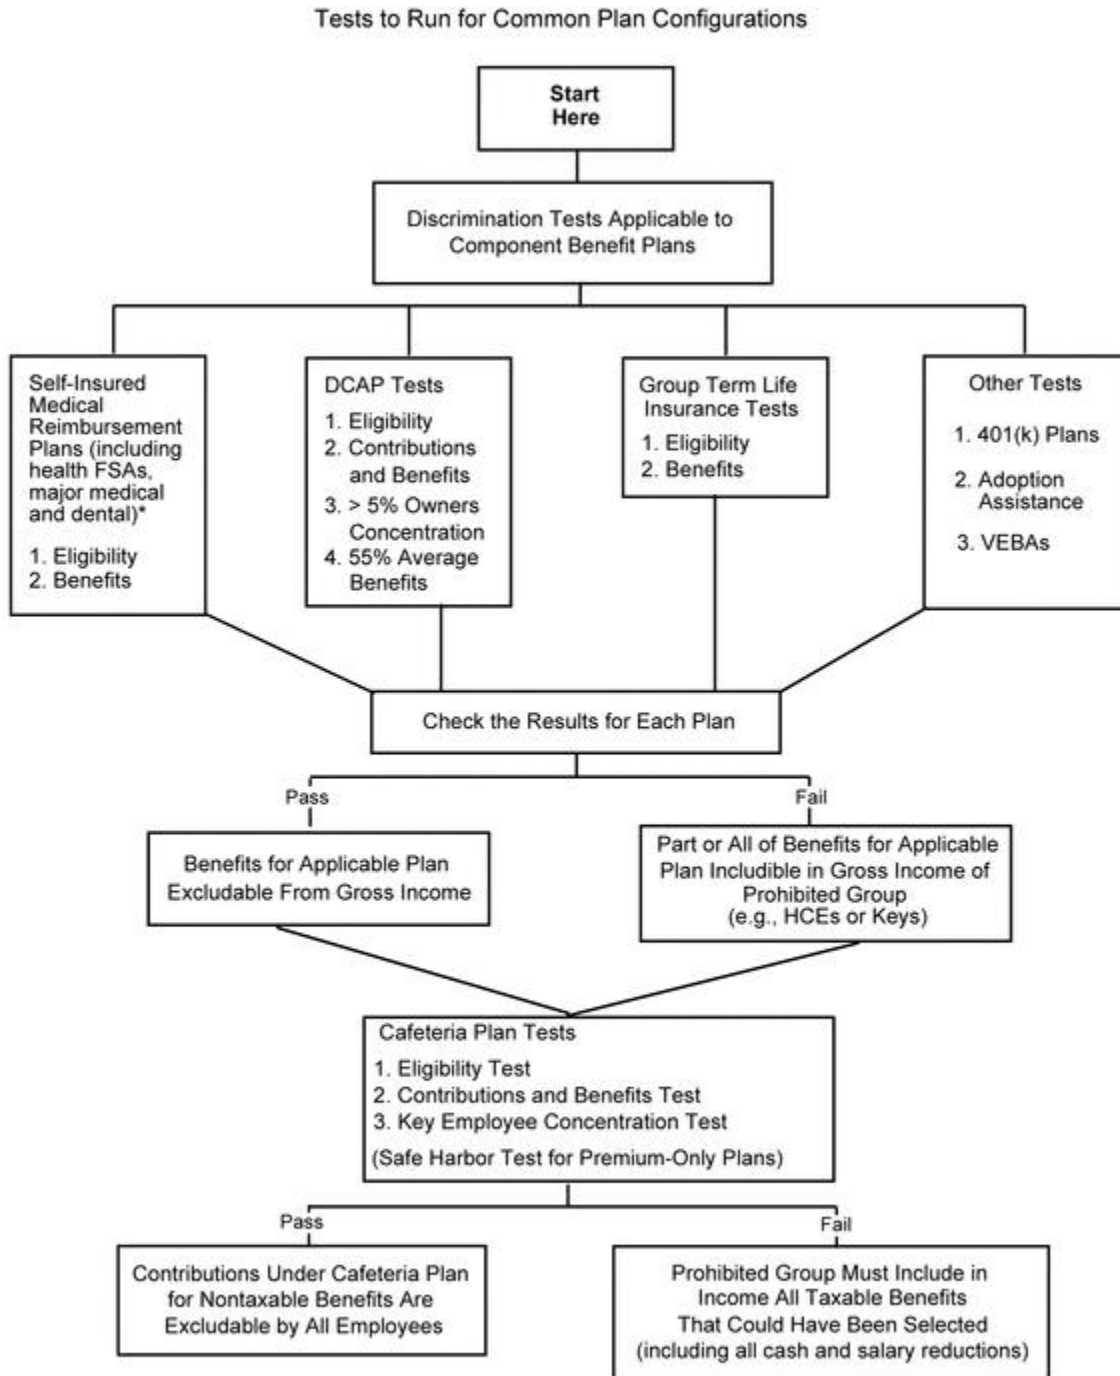 Tests to Run for Common Plan Configurations
Start
Here
Discrimination Tests Applicable to
Component Benefit Plans
Self-Insured
Medical
Reimbursement
Plans (including
health FSAs,
major medical
and dental)*
1. Eligibility
2. Benefits
DCAP Tests
1. Eligibility
2. Contributions
and Benefits
3. > 5% Owners
Concentration
4. 55% Average
Benefits
Group Term Life
Insurance Tests
1. Eligibility
2. Benefits
Other Tests
1. 401(k) Plans
2. Adoption
Assistance
3. VEBAs
Check the Results for Each Plan
Pass
Fail
Benefits for Applicable Plan
Excludable From Gross Income
Part or All of Benefits for Applicable
Plan Includible in Gross Income of
Prohibited Group
(e.g., HCEs or Keys)
Cafeteria Plan Tests
1. Eligibility Test
2. Contributions and Benefits Test
3. Key Employee Concentration Test
(Safe Harbor Test for Premium-Only Plans)
Pass
Fail
Contributions Under Cafeteria Plan
for Nontaxable Benefits Are
Excludable by All Employees
Prohibited Group Must Include in
Income All Taxable Benefits
That Could Have Been Selected
(including all cash and salary reductions)